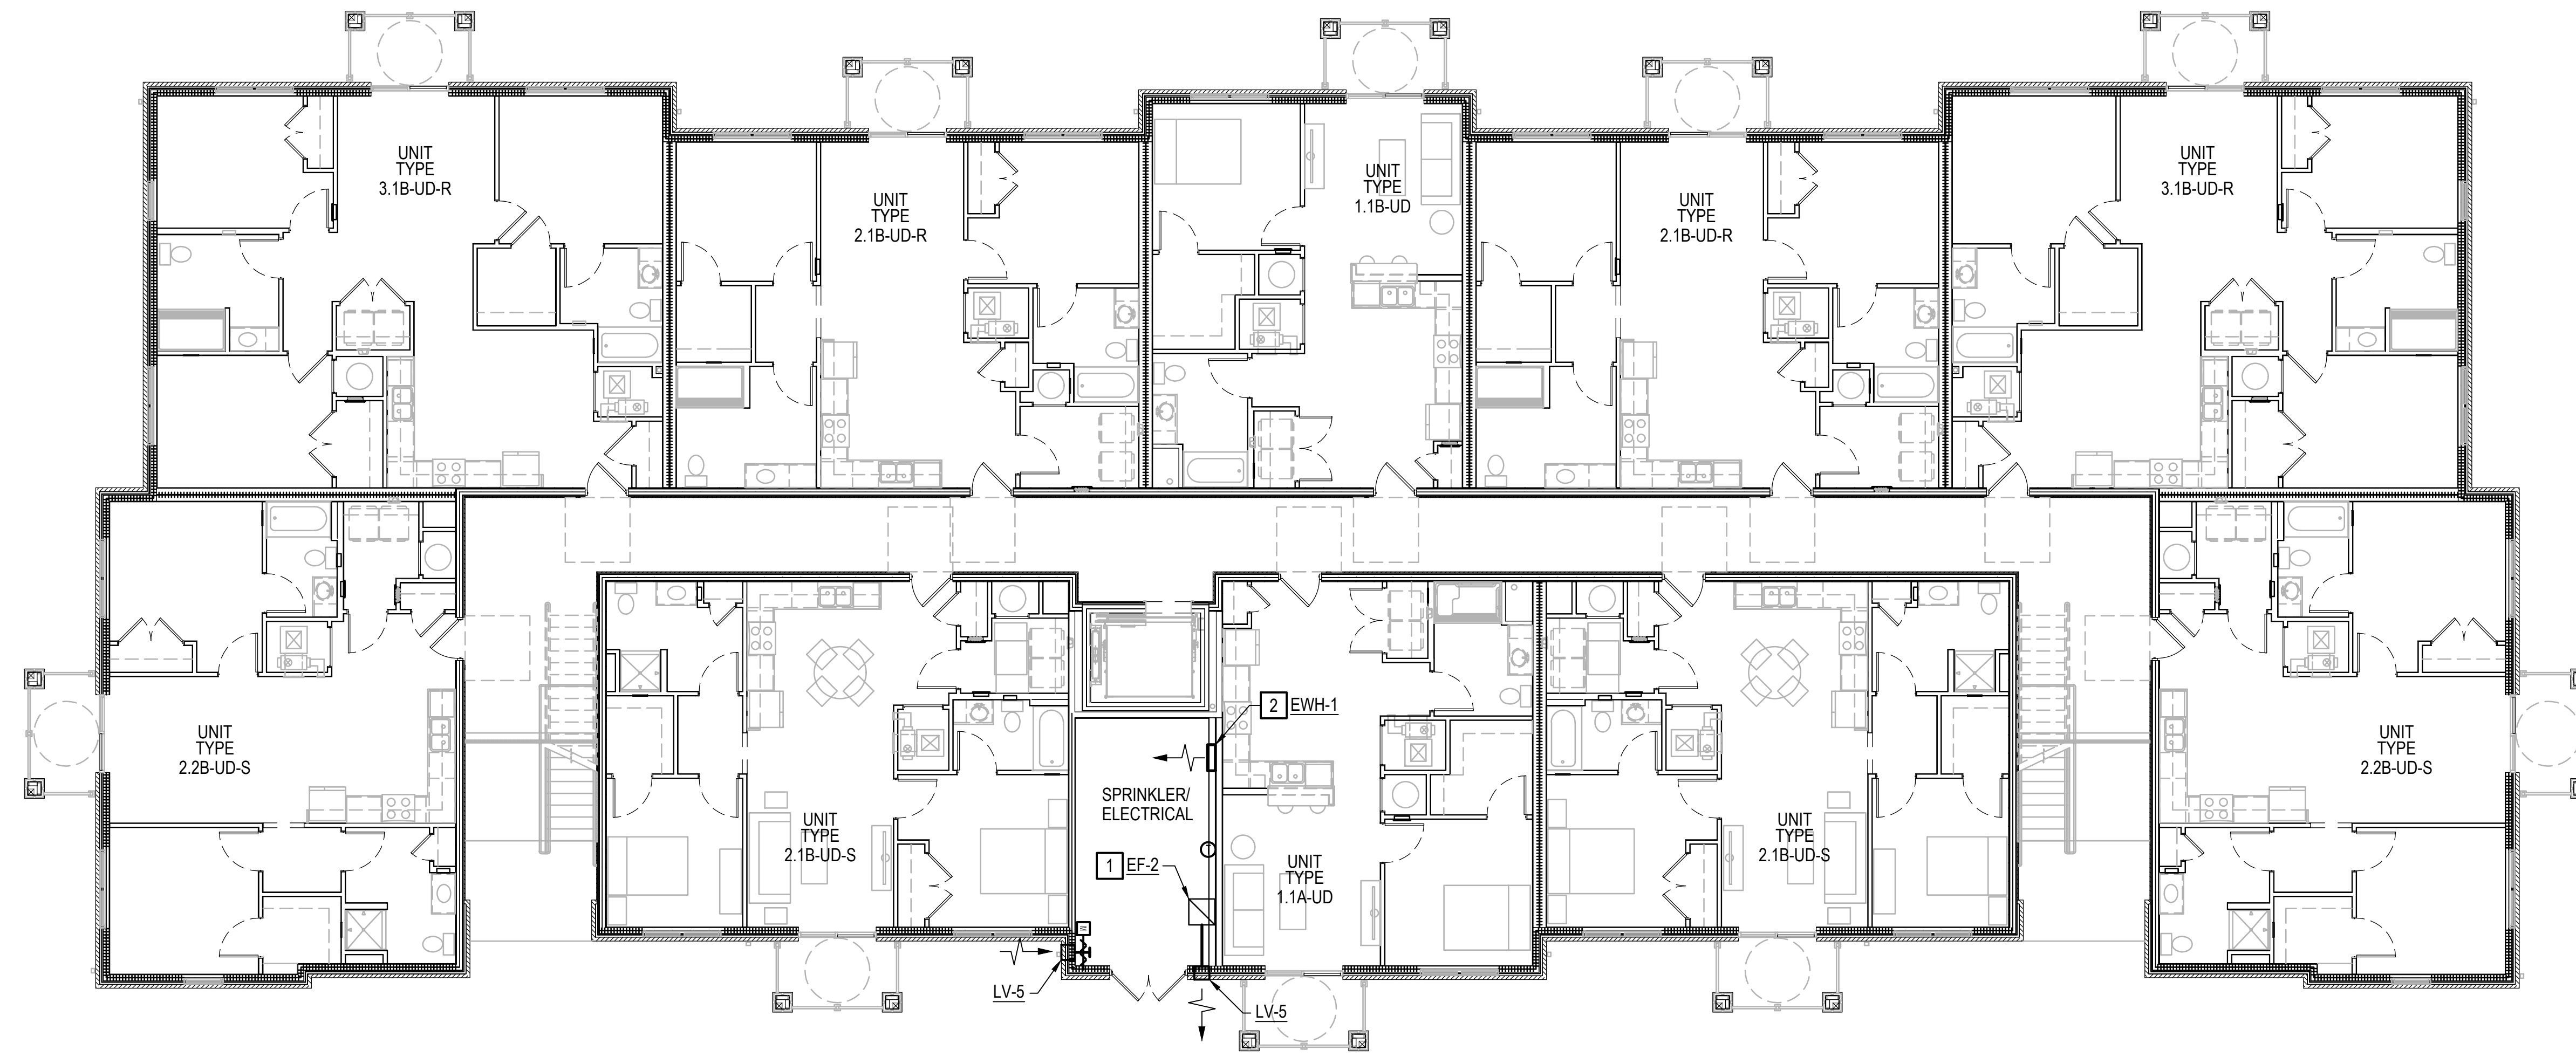 UNIT
TYPE
3.1B-UD-R
UNIT
TYPE
2.1B-UD-R
UNIT
TYPE
1.1B-UD
UNIT
TYPE
2.1B-UD-R
UNIT
TYPE
3.1B-UD-R
UNIT
TYPE
2.2B-UD-S
UNIT
TYPE
2.1B-UD-S
SPRINKLER/
ELECTRICAL
2 EWH-1
1 EF-2
T
M
LV-5
LV-5
UNIT
TYPE
1.1A-UD
UNIT
TYPE
2.1B-UD-S
UNIT
TYPE
2.2B-UD-S